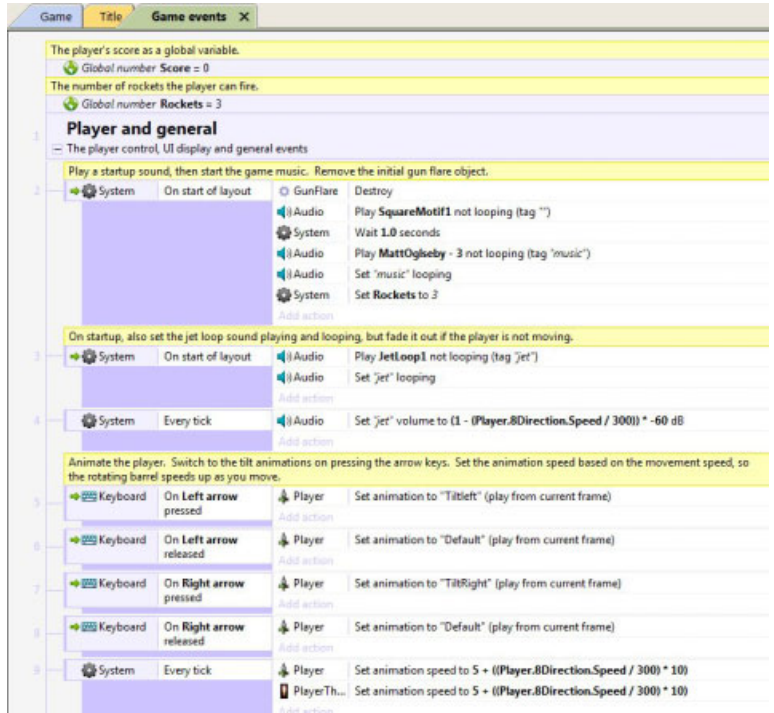 Game Title Game events X
The player's score as a global variable.
Global number Score = 0
The number of rockets the player can fire.
Global number Rockets = 3
1 Player and general
The player control, UI display and general events
Play a startup sound, then start the game music. Remove the initial gun flare object.
2 System On start of layout GunFlare Destroy
Audio Play SquareMotif1 not looping (tag "")
System Wait 1.0 seconds
Audio Play MattOglseby - 3 not looping (tag "music")
Audio Set "music" looping
System Set Rockets to 3
Add action
On startup, also set the jet loop sound playing and looping, but fade it out if the player is not moving.
3 System On start of layout Audio Play JetLoop1 not looping (tag "jet")
Audio Set "jet" looping
Add action
4 System Every tick Audio Set "jet" volume to (1 - (Player.8Direction.Speed / 300)) * -60 dB
Add action
Animate the player. Switch to the tilt animations on pressing the arrow keys. Set the animation speed based on the movement speed, so
the rotating barrel speeds up as you move.
5 Keyboard On Left arrow Player Set animation to "Tiltleft" (play from current frame)
pressed Add action
6 Keyboard On Left arrow Player Set animation to "Default" (play from current frame)
released Add action
7 Keyboard On Right arrow Player Set animation to "TiltRight" (play from current frame)
pressed Add action
8 Keyboard On Right arrow Player Set animation to "Default" (play from current frame)
released Add action
9 System Every tick Player Set animation speed to 5 + ((Player.8Direction.Speed / 300) * 10)
PlayerTh... Set animation speed to 5 + ((Player.8Direction.Speed / 300) * 10)
Add action